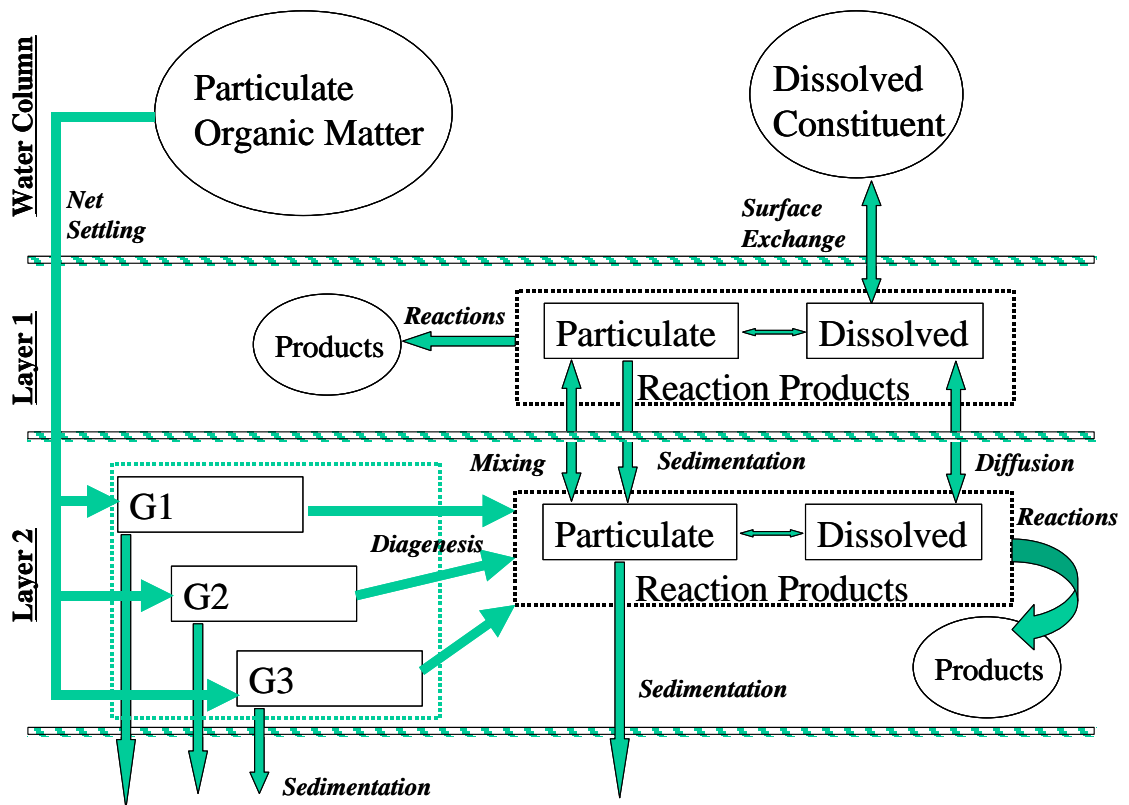 Water Column
Particulate
Organic Matter
Dissolved
Constituent
Net
Settling
Surface
Exchange
Layer 1
Products
Reactions
Particulate
Dissolved
Reaction Products
Mixing
Sedimentation
Diffusion
Layer 2
G1
G2
G3
Diagenesis
Particulate
Dissolved
Reaction Products
Reactions
Products
Sedimentation
Sedimentation